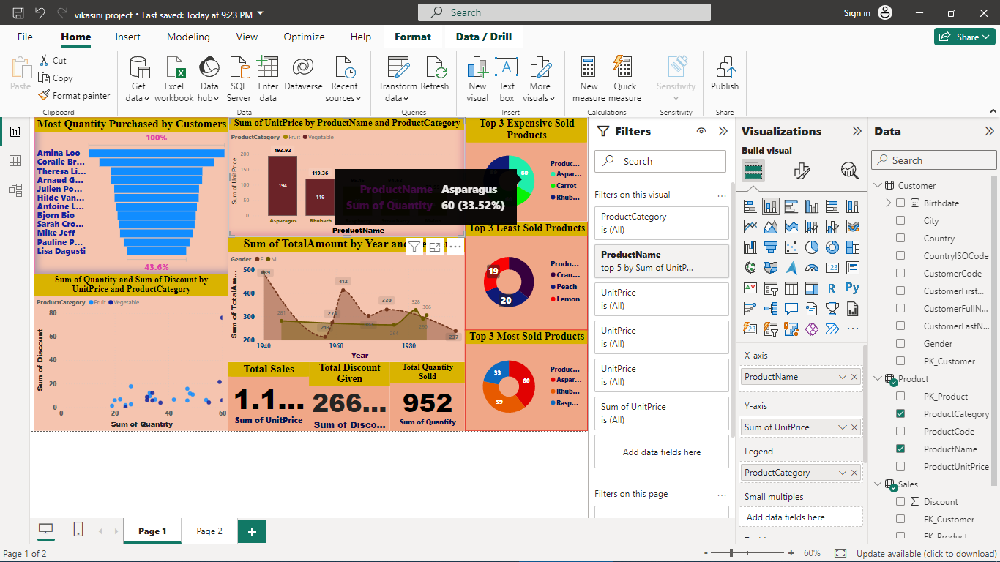 vikasini project • Last saved: Today at 9:23 PM
Search
Sign in
File Home Insert Modeling View Optimize Help Format Data / Drill
Share
Paste
Cut
Copy
Format painter
Get data
Excel workbook
Data hub
SQL Server
Enter data
Dataverse
Recent sources
Transform data
Refresh
New visual
Text box
More visuals
New measure
Quick measure
Sensitivity
Publish
Clipboard
Data
Queries
Insert
Calculations
Sensitivity
Share
Most Quantity Purchased by Customers
100%
Amina Loo
Coralie Br...
Theresa Li...
Arnaud G...
Julien Po...
Hilde Van...
Antoine L...
Bjorn Bio
Sarah Cro...
Mike Jeff
Pauline P...
Lisa Dagusti
43.6%
Sum of Quantity and Sum of Discount by
UnitPrice and ProductCategory
ProductCategory Fruit Vegetable
Sum of Discount
80
60
40
20
0
0 20 40 60
Sum of Quantity
Sum of UnitPrice by ProductName and ProductCategory
ProductCategory Fruit Vegetable
Sum of UnitPrice
200
150
100
50
0
193.92
194
119.36
119
Asparagus Rhubarb
ProductName
ProductName Asparagus
Sum of Quantity 60 (33.52%)
Sum of TotalAmount by Year an
Gender F M
Sum of TotalAm...
500
400
300
200
489
281
213
274
412
330
264
328
306
237
1940 1960 1980
Year
Total Sales
1.1...
Sum of UnitPrice
Total Discount
Given
266...
Sum of Disco...
Total Quantity
Solld
952
Sum of Quantity
Top 3 Expensive Sold
Products
60
Produc...
Aspar...
Carrot
Rhub...
Top 3 Least Sold Products
19
20
Produ...
Cran...
Peach
Lemon
Top 3 Most Sold Products
33
60
59
Produc...
Aspar...
Rhub...
Rasp...
Filters
Search
Filters on this visual ...
ProductCategory
is (All)
ProductName
top 5 by Sum of UnitP...
UnitPrice
is (All)
UnitPrice
is (All)
UnitPrice
is (All)
Sum of UnitPrice
is (All)
Add data fields here
Filters on this page ...
Visualizations
Build visual
123
R
Py
123
...
X-axis
ProductName
Y-axis
Sum of UnitPrice
Legend
ProductCategory
Small multiples
Add data fields here
Data
Search
Customer
Birthdate
City
Country
CountryISOCode
CustomerCode
CustomerFirst...
CustomerFullN...
CustomerLastN...
Gender
PK_Customer
Product
PK_Product
ProductCategory
ProductCode
ProductName
ProductUnitPrice
Sales
Discount
FK_Customer
FK_Product
Page 1
Page 2
+
Page 1 of 2
- + 60%
Update available (click to download)